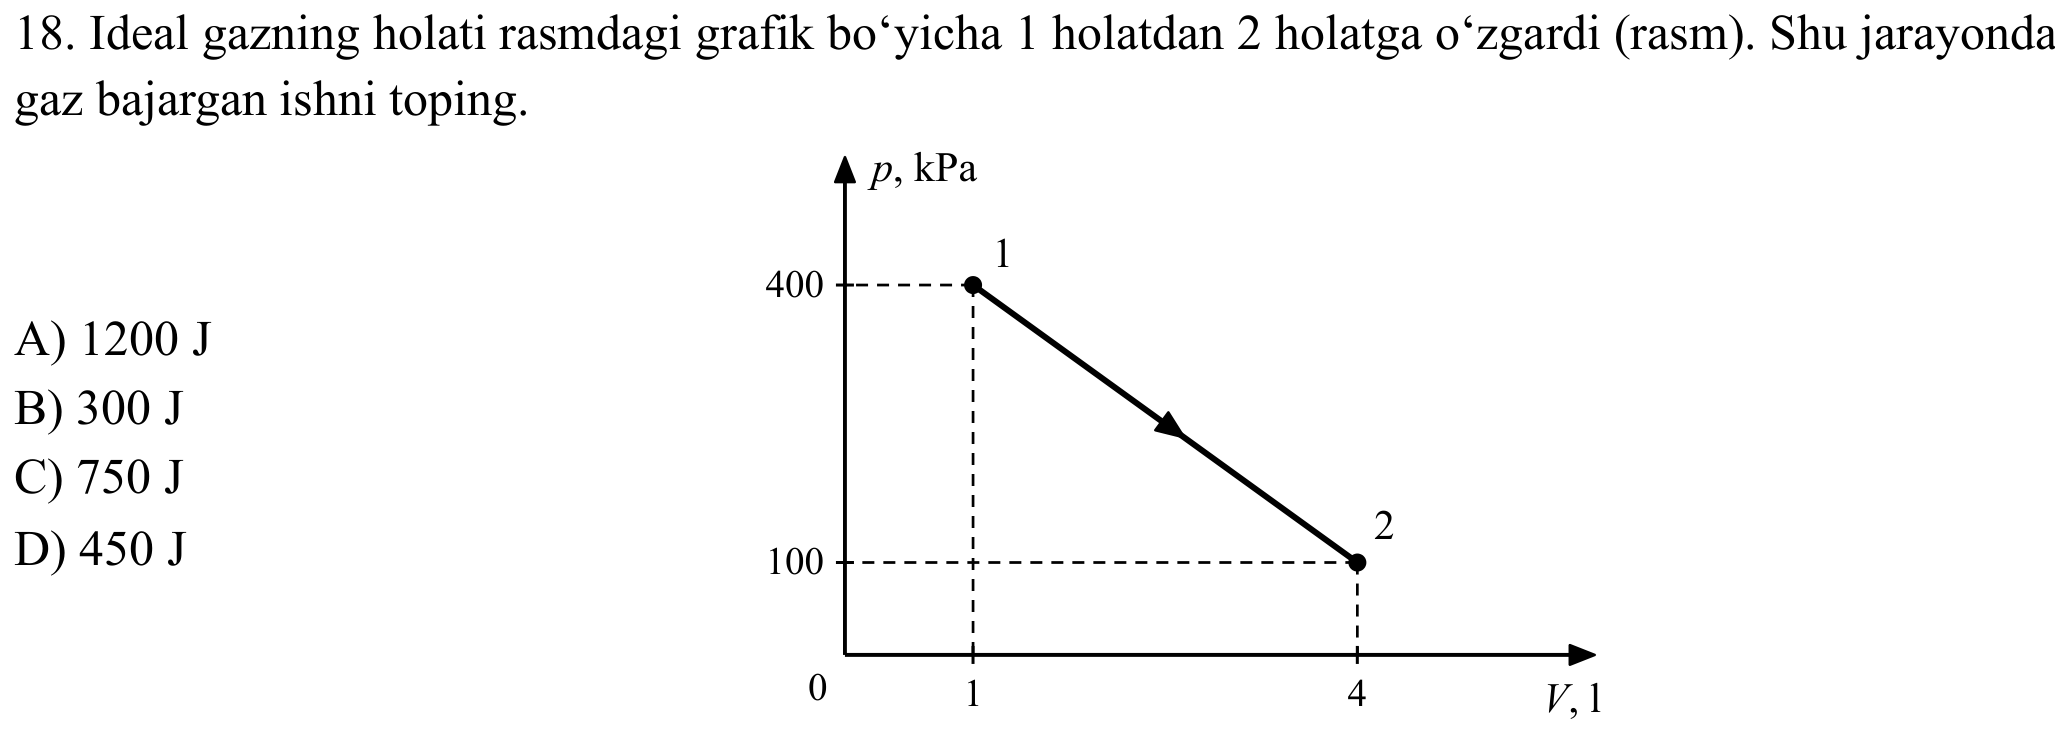 18. Ideal gazning holati rasmdagi grafik bo‘yicha 1 holatdan 2 holatga o‘zgardi (rasm). Shu jarayonda
gaz bajargan ishni toping.
p, kPa
1
400
A) 1200 J
B) 300 J
C) 750 J
2
D) 450 J
100
0
1
4
V, l